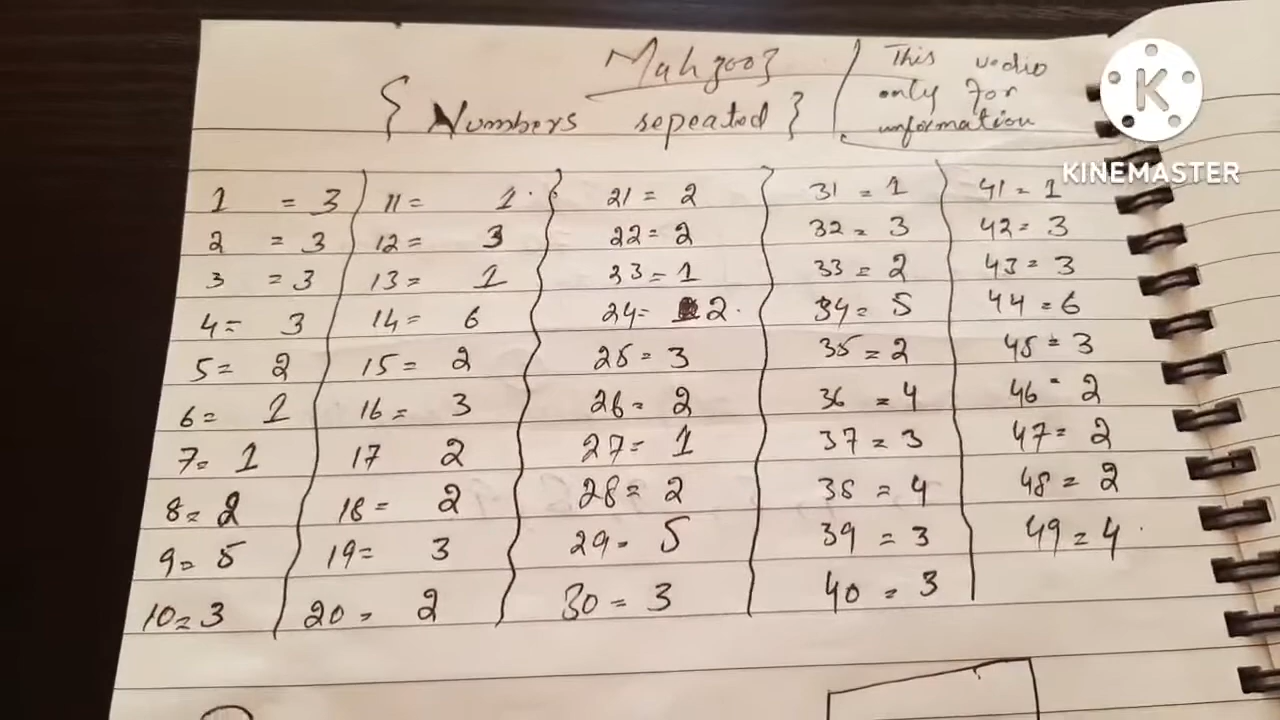 Mahzooz
{ Numbers sepeated }
This vedio
only for
information
K
KINEMASTER
1 = 3
2 = 3
3 = 3
4 = 3
5 = 2
6 = 1
7 = 1
8 = 2
9 = 5
10 = 3
11 = 1
12 = 3
13 = 1
14 = 6
15 = 2
16 = 3
17 2
18 = 2
19 = 3
20 = 2
21 = 2
22 = 2
23 = 1
24 = 2
25 = 3
26 = 2
27 = 1
28 = 2
29 = 5
30 = 3
31 = 1
32 = 3
33 = 2
34 = 5
35 = 2
36 = 4
37 = 3
38 = 4
39 = 3
40 = 3
41 = 1
42 = 3
43 = 3
44 = 6
45 = 3
46 = 2
47 = 2
48 = 2
49 = 4